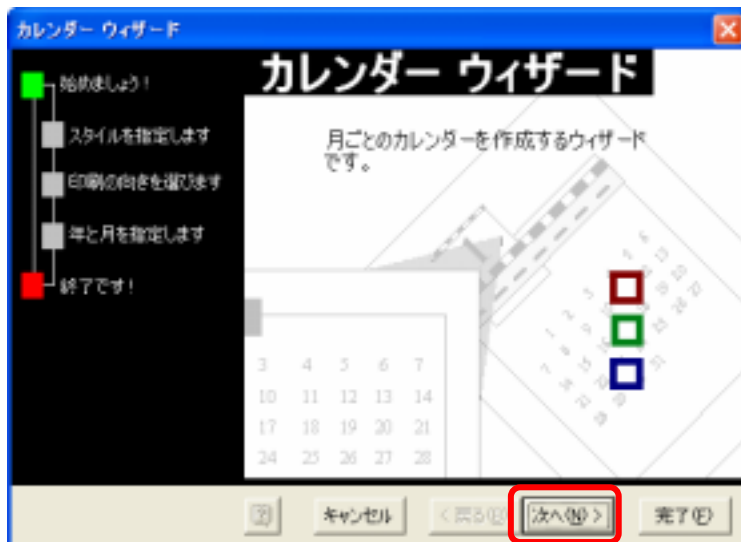 カレンダー ウィザード
始めましょう!
スタイルを指定します
印刷の向きを選びます
年と月を指定します
終了です!
カレンダー ウィザード
月ごとのカレンダーを作成するウィザード
です。
3 4 5 6 7
10 11 12 13 14
17 18 19 20 21
24 25 26 27 28
キャンセル
< 戻る(B)
次へ(N) >
完了(F)